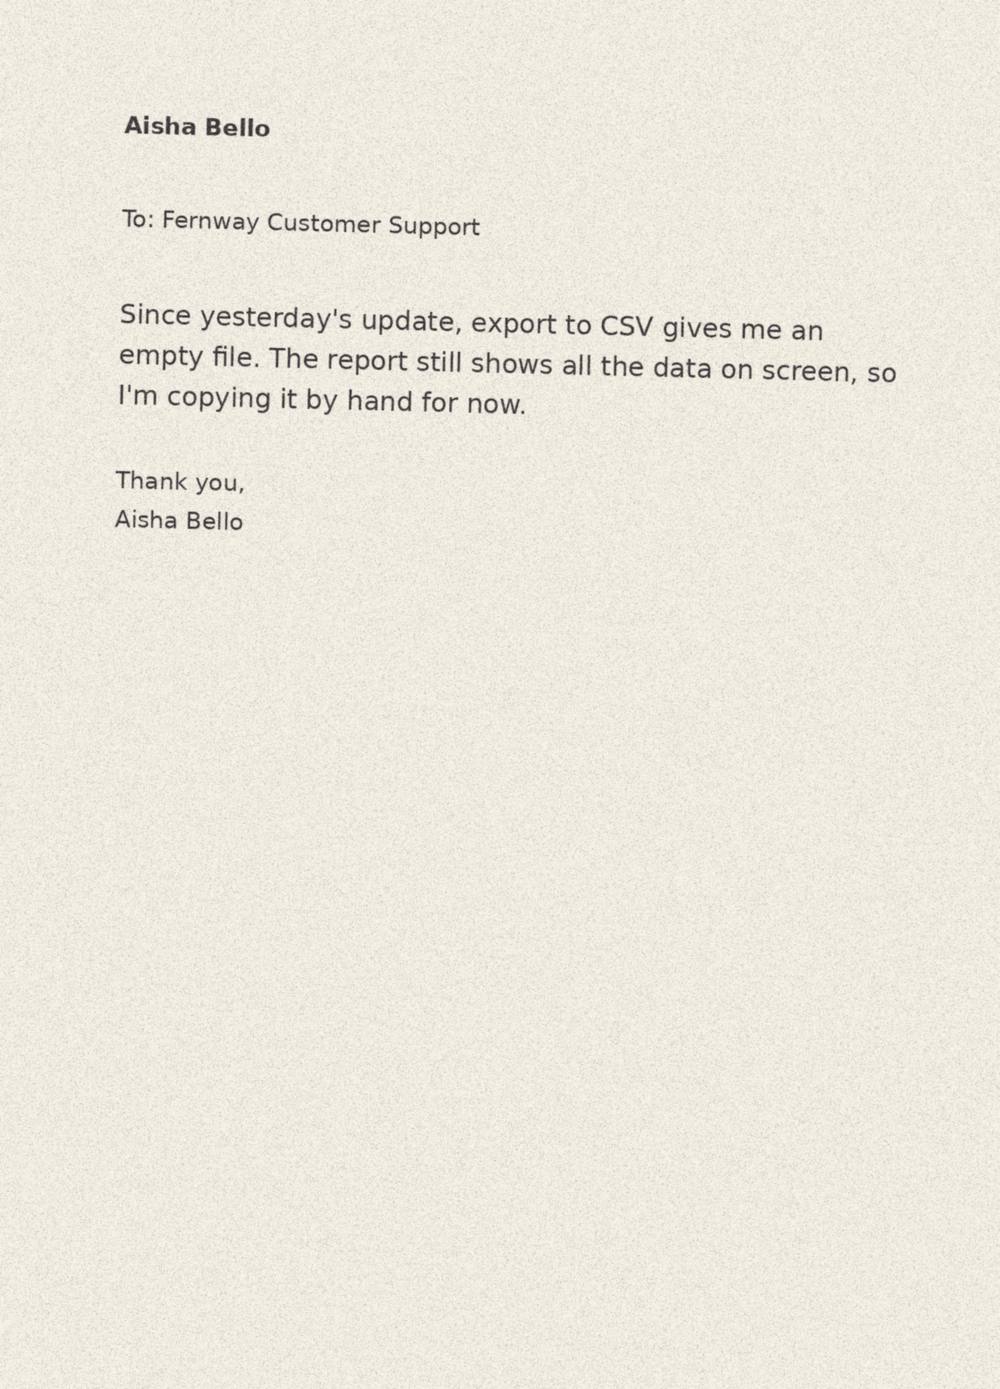 Aisha Bello
To: Fernway Customer Support
Since yesterday's update, export to CSV gives me an
empty file. The report still shows all the data on screen, so
I'm copying it by hand for now.
Thank you,
Aisha Bello